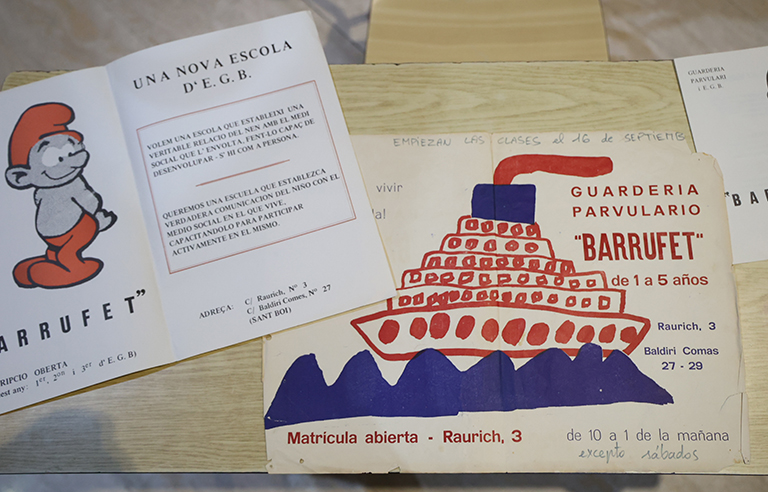 UNA NOVA ESCOLA
D' E. G. B.
VOLEM UNA ESCOLA QUE ESTABLEIXI UNA
VERITABLE RELACIO DEL NEN AMB EL MEDI
SOCIAL QUE L' ENVOLTA. FENT-LO CAPAÇ DE
DESENVOLUPAR - S' HI COM A PERSONA.
QUEREMOS UNA ESCUELA QUE ESTABLEZCA
VERDADERA COMUNICACION DEL NIÑO CON EL
MEDIO SOCIAL EN EL QUE VIVE.
CAPACITANDOLO PARA PARTICIPAR
ACTIVAMENTE EN EL MISMO.
ADREÇA: C/ Raurich, Nº 3
C/ Baldiri Comes, Nº 27
(SANT BOI)
ARRUFET"
RIPCIO OBERTA
est any: 1er, 2on i 3er d' E. G. B.)
EMPIEZAN LAS CLASES el 16 de SEPTIEMB
vivir
GUARDERIA
PARVULARIO
"BARRUFET"
de 1 a 5 años
Raurich, 3
Baldiri Comas
27 - 29
Matrícula abierta - Raurich, 3
de 10 a 1 de la mañana
excepto sábados
GUARDERIA
PARVULARI
i E. G. B.
"BAR